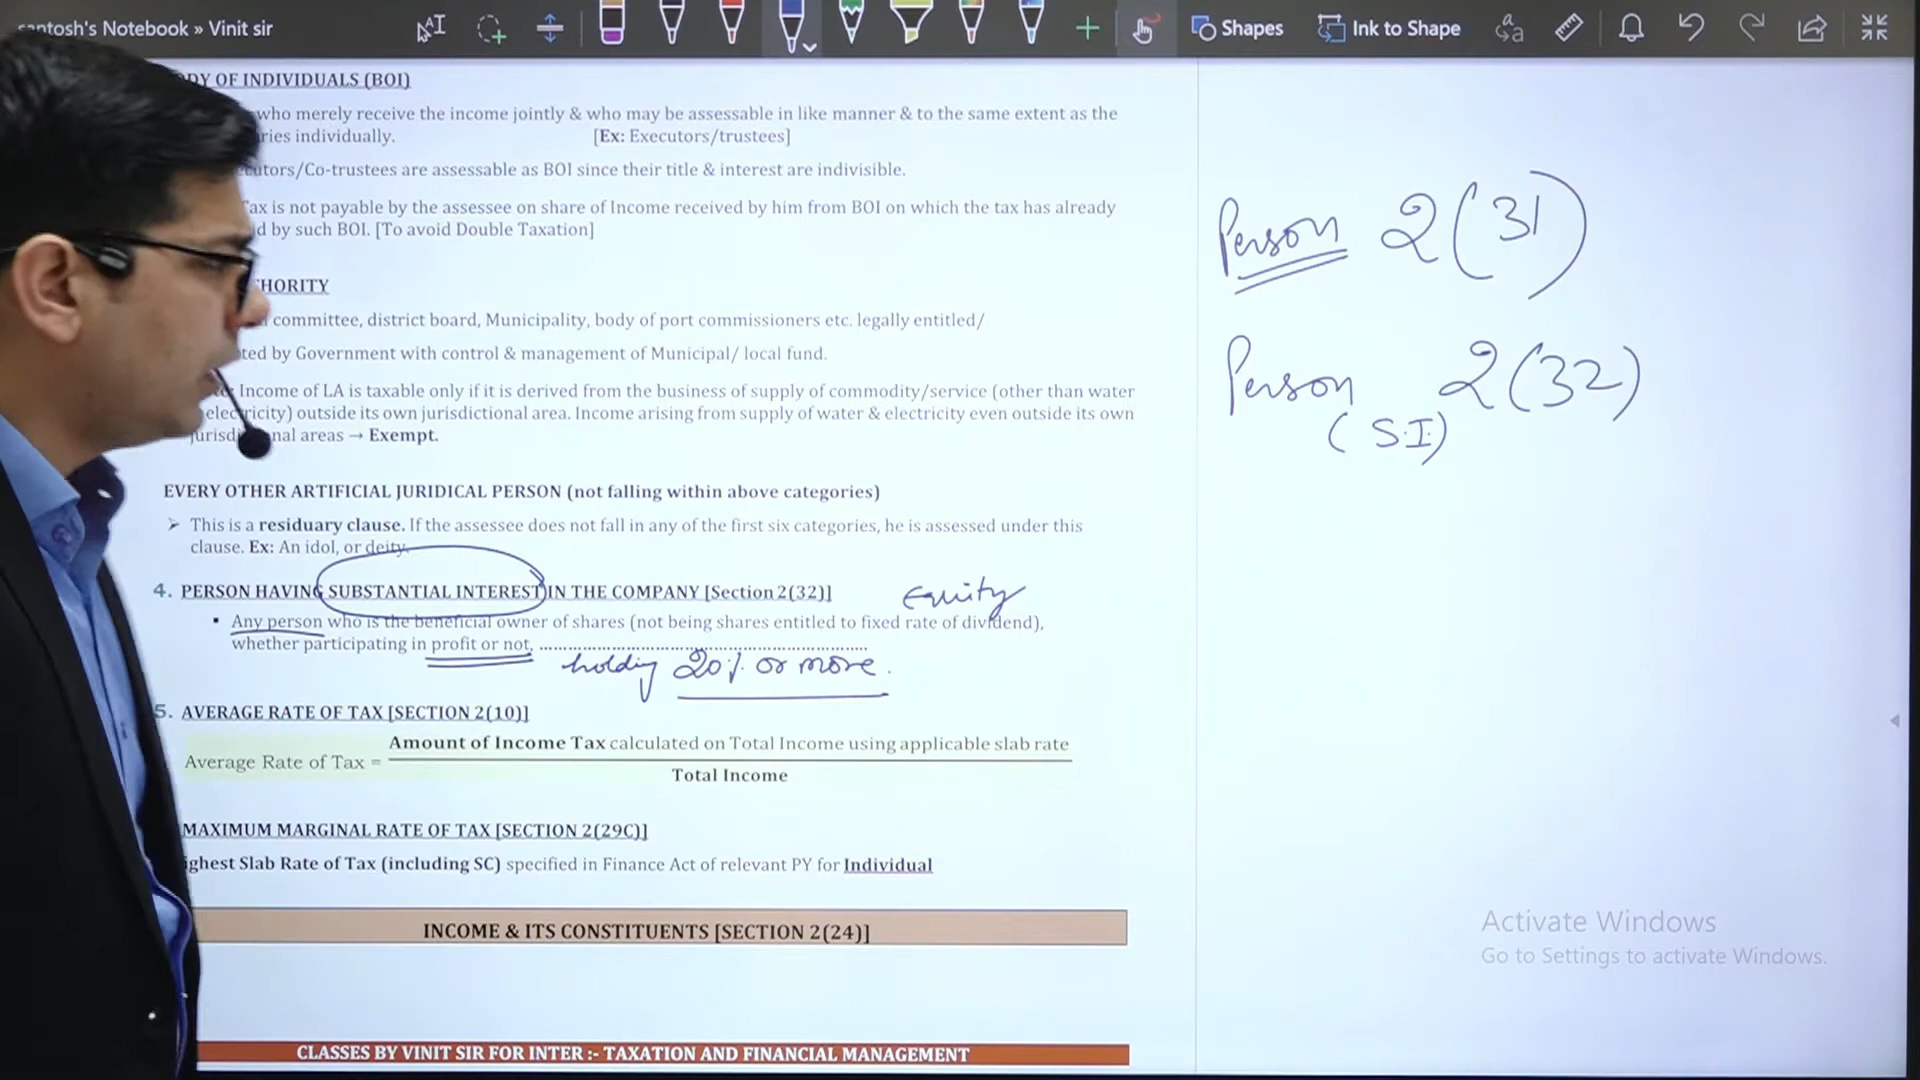 santosh's Notebook » Vinit sir
Shapes
Ink to Shape
DY OF INDIVIDUALS (BOI)
who merely receive the income jointly & who may be assessable in like manner & to the same extent as the
ries individually. [Ex: Executors/trustees]
cutors/Co-trustees are assessable as BOI since their title & interest are indivisible.
Tax is not payable by the assessee on share of Income received by him from BOI on which the tax has already
d by such BOI. [To avoid Double Taxation]
HORITY
committee, district board, Municipality, body of port commissioners etc. legally entitled/
ted by Government with control & management of Municipal/ local fund.
Income of LA is taxable only if it is derived from the business of supply of commodity/service (other than water
electricity) outside its own jurisdictional area. Income arising from supply of water & electricity even outside its own
jurisdi nal areas → Exempt.
EVERY OTHER ARTIFICIAL JURIDICAL PERSON (not falling within above categories)
➤ This is a residuary clause. If the assessee does not fall in any of the first six categories, he is assessed under this
clause. Ex: An idol, or deity.
4. PERSON HAVING SUBSTANTIAL INTEREST IN THE COMPANY [Section 2(32)]
Equity
▪ Any person who is the beneficial owner of shares (not being shares entitled to fixed rate of dividend),
whether participating in profit or not, ........................................................................
holding 20% or more.
5. AVERAGE RATE OF TAX [SECTION 2(10)]
Amount of Income Tax calculated on Total Income using applicable slab rate
Average Rate of Tax =
Total Income
MAXIMUM MARGINAL RATE OF TAX [SECTION 2(29C)]
ighest Slab Rate of Tax (including SC) specified in Finance Act of relevant PY for Individual
INCOME & ITS CONSTITUENTS [SECTION 2(24)]
CLASSES BY VINIT SIR FOR INTER :- TAXATION AND FINANCIAL MANAGEMENT
Person 2(31)
Person 2(32)
(S.I)
Activate Windows
Go to Settings to activate Windows.